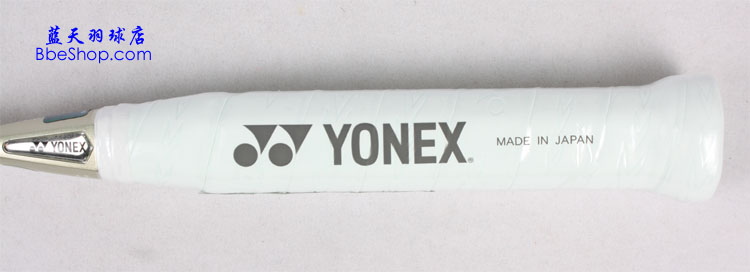 蓝天羽球店
BbeShop.com
YONEX
YONEX®
MADE IN JAPAN